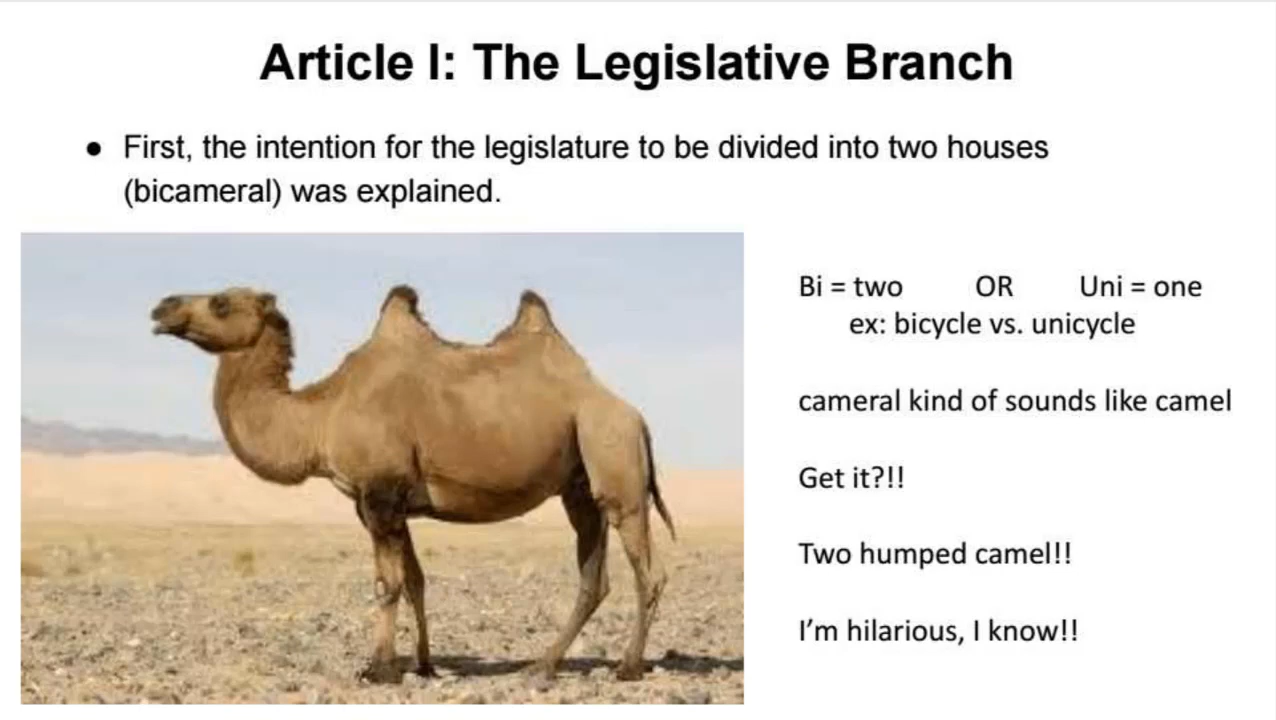 Article I: The Legislative Branch
● First, the intention for the legislature to be divided into two houses
(bicameral) was explained.
Bi = two OR Uni = one
ex: bicycle vs. unicycle
cameral kind of sounds like camel
Get it?!!
Two humped camel!!
I’m hilarious, I know!!